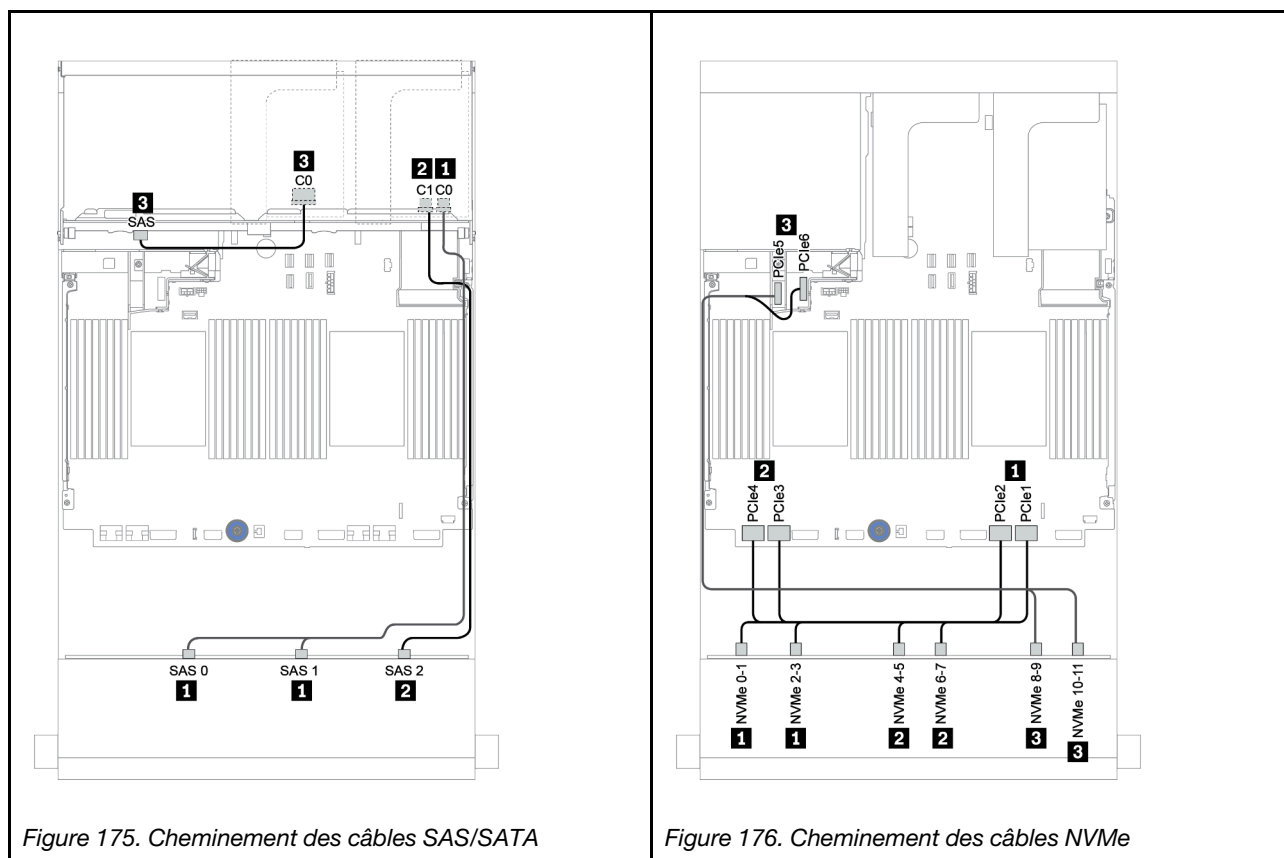 3
C0
2 1
C1 C0
3
SAS
SAS 0
SAS 1
SAS 2
1
1
2
Figure 175. Cheminement des câbles SAS/SATA
3
PCIe5
PCIe6
2
PCIe4
PCIe3
1
PCIe2
PCIe1
NVMe 0-1
NVMe 2-3
NVMe 4-5
NVMe 6-7
NVMe 8-9
NVMe 10-11
1
1
2
2
3
3
Figure 176. Cheminement des câbles NVMe